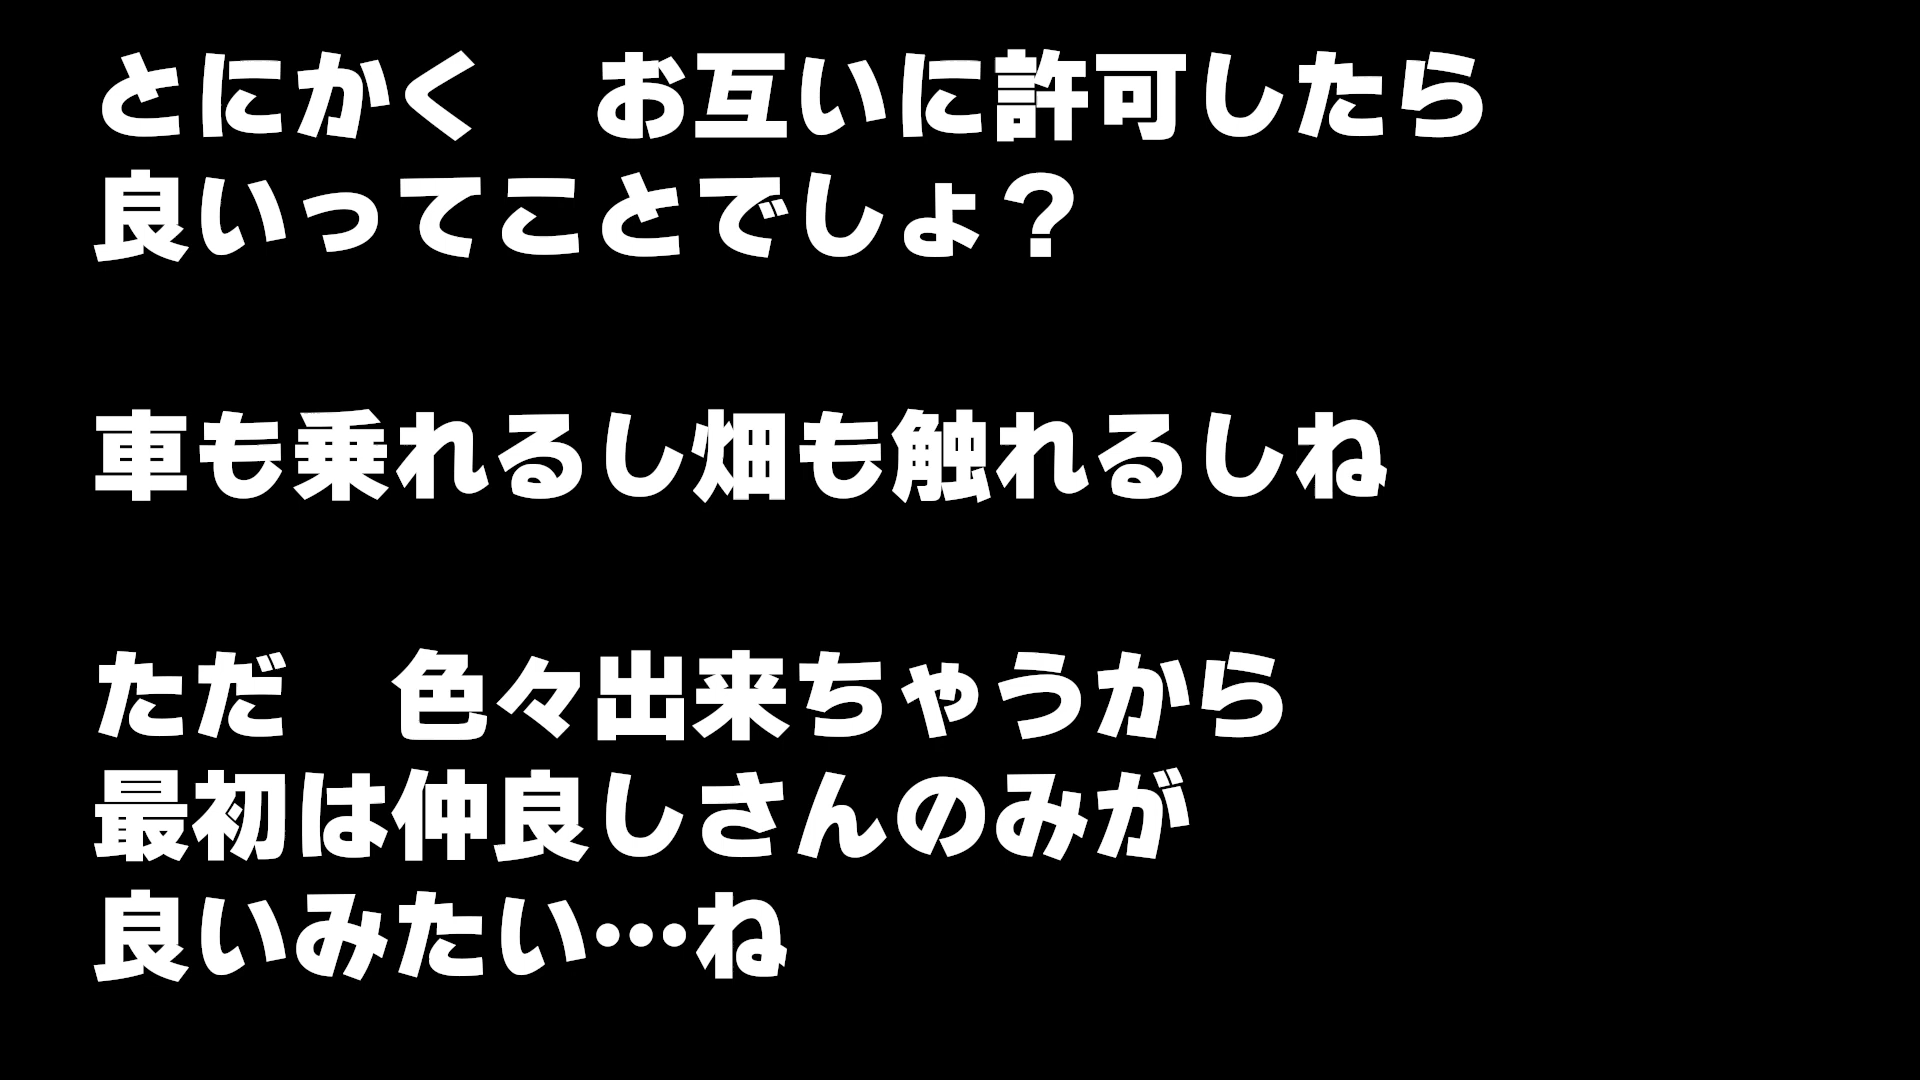 とにかく　お互いに許可したら
良いってことでしょ？
車も乗れるし畑も触れるしね
ただ　色々出来ちゃうから
最初は仲良しさんのみが
良いみたい…ね